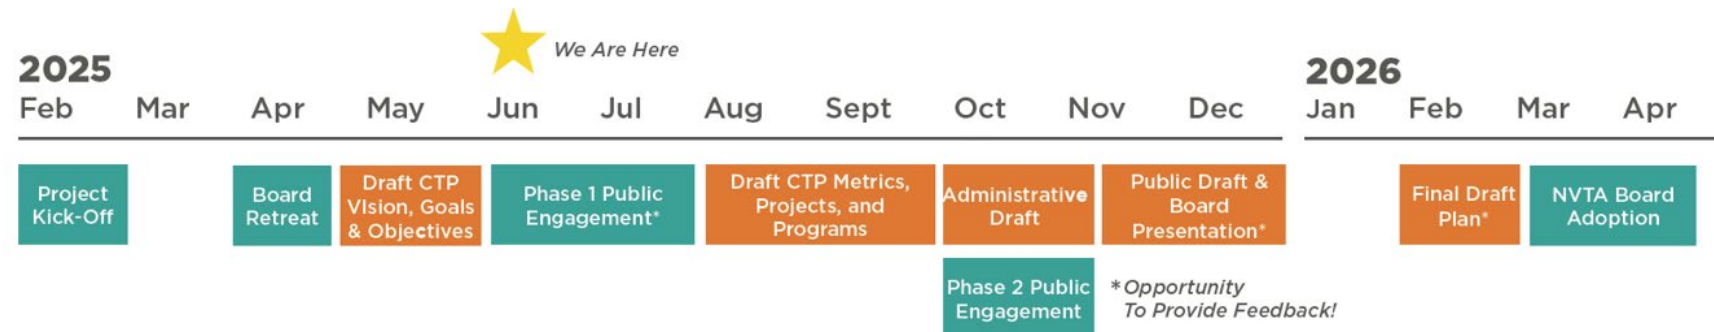 We Are Here
2025
2026
Feb Mar Apr May Jun Jul Aug Sept Oct Nov Dec Jan Feb Mar Apr
Project
Kick-Off
Board
Retreat
Draft CTP
VIsion, Goals
& Objectives
Phase 1 Public
Engagement*
Draft CTP Metrics,
Projects, and
Programs
Administrative
Draft
Public Draft &
Board
Presentation*
Final Draft
Plan*
NVTA Board
Adoption
Phase 2 Public
Engagement
*Opportunity
To Provide Feedback!